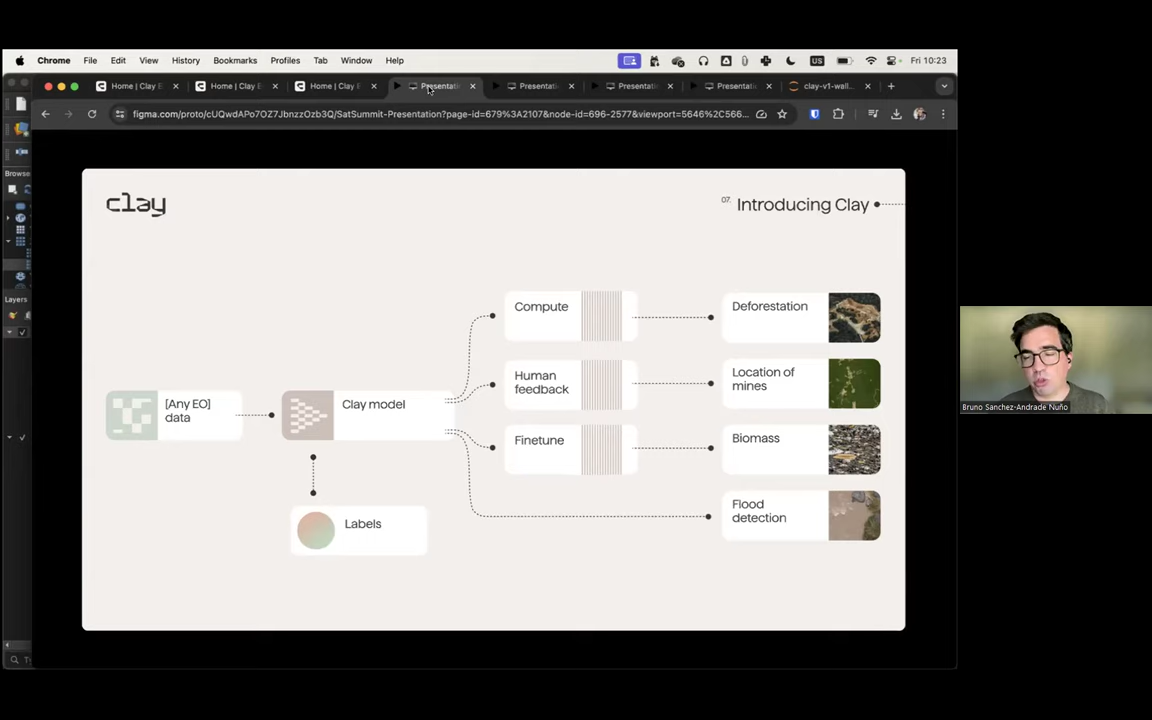 Chrome File Edit View History Bookmarks Profiles Tab Window Help US Fri 10:23
Home | Clay E Home | Clay E Home | Clay E Presentati Presentati Presentati Presentati clay-v1-wall...
figma.com/proto/cUQwdAPo7OZ7JbnzzOzb3Q/SatSummit-Presentation?page-id=679%3A2107&node-id=696-2577&viewport=5646%2C566...
Browse
Layers
clay
07. Introducing Clay
Compute
Deforestation
Human
feedback
Location of
mines
[Any EO]
data
Clay model
Finetune
Biomass
Flood
detection
Labels
Bruno Sanchez-Andrade Nuño